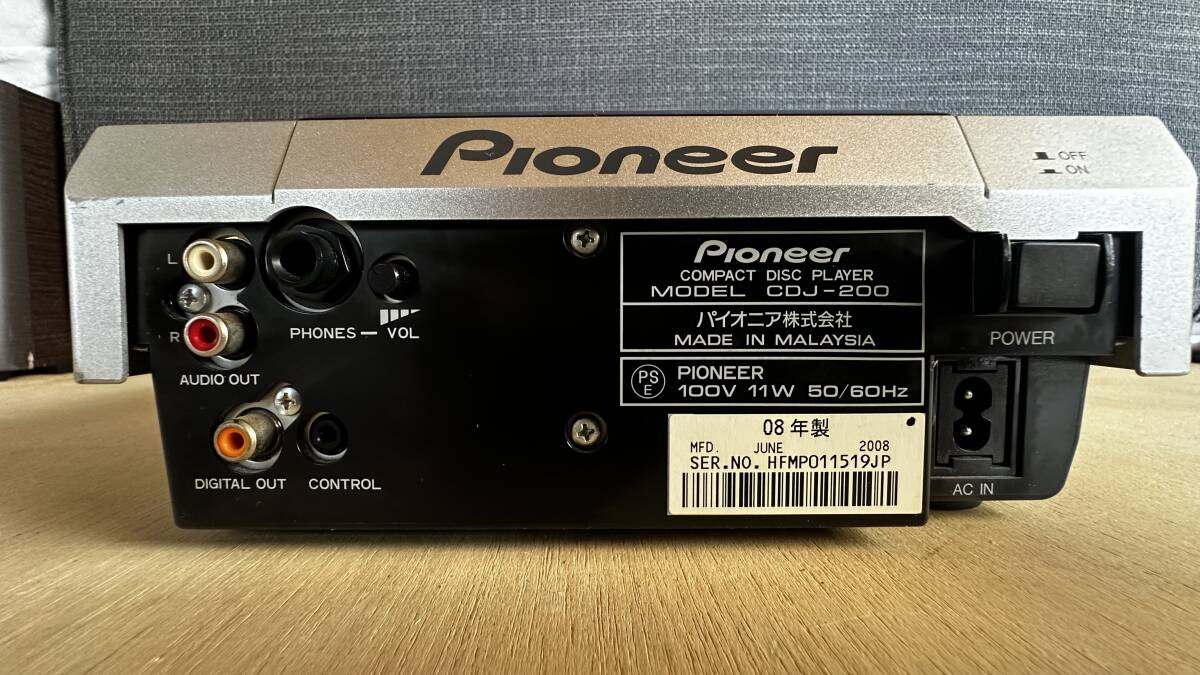 Pioneer
OFF
ON
L
R
AUDIO OUT
PHONES — VOL
DIGITAL OUT
CONTROL
Pioneer
COMPACT DISC PLAYER
MODEL CDJ-200
パイオニア株式会社
MADE IN MALAYSIA
PS
E
PIONEER
100V 11W 50/60Hz
08年製
MFD. JUNE 2008
SER.NO. HFMP011519JP
POWER
AC IN